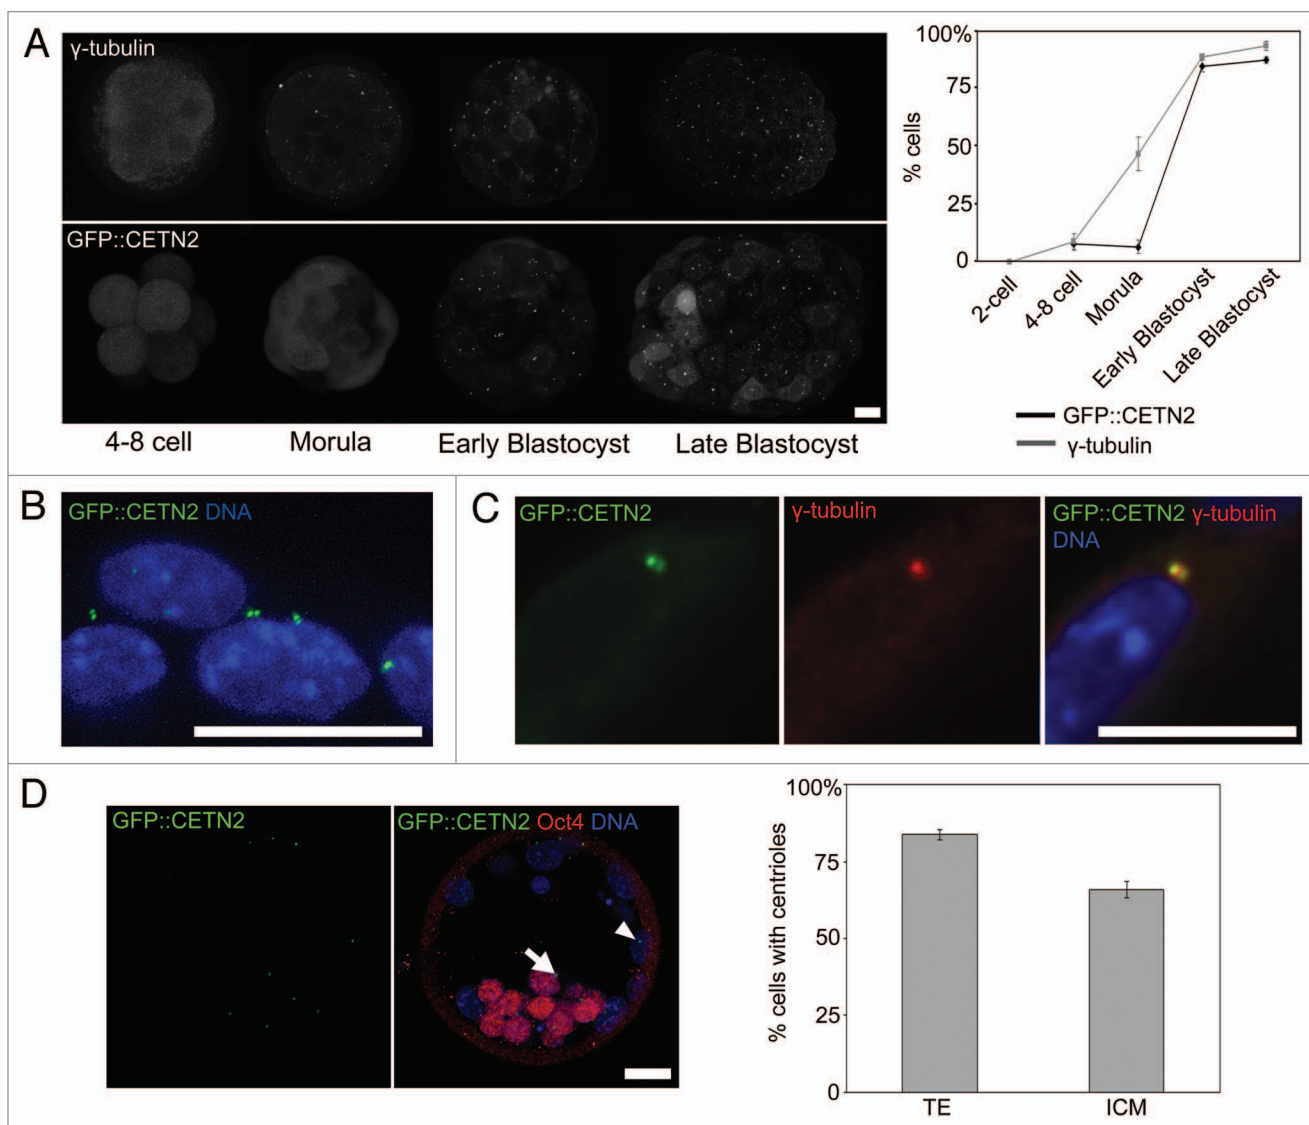 A
γ-tubulin
GFP::CETN2
4-8 cell Morula Early Blastocyst Late Blastocyst
100%
75
50
25
0
% cells
2-cell
4-8 cell
Morula
Early Blastocyst
Late Blastocyst
GFP::CETN2
γ-tubulin
B
GFP::CETN2 DNA
C
GFP::CETN2
γ-tubulin
GFP::CETN2 γ-tubulin
DNA
D
GFP::CETN2
GFP::CETN2 Oct4 DNA
100%
75
50
25
0
% cells with centrioles
TE ICM